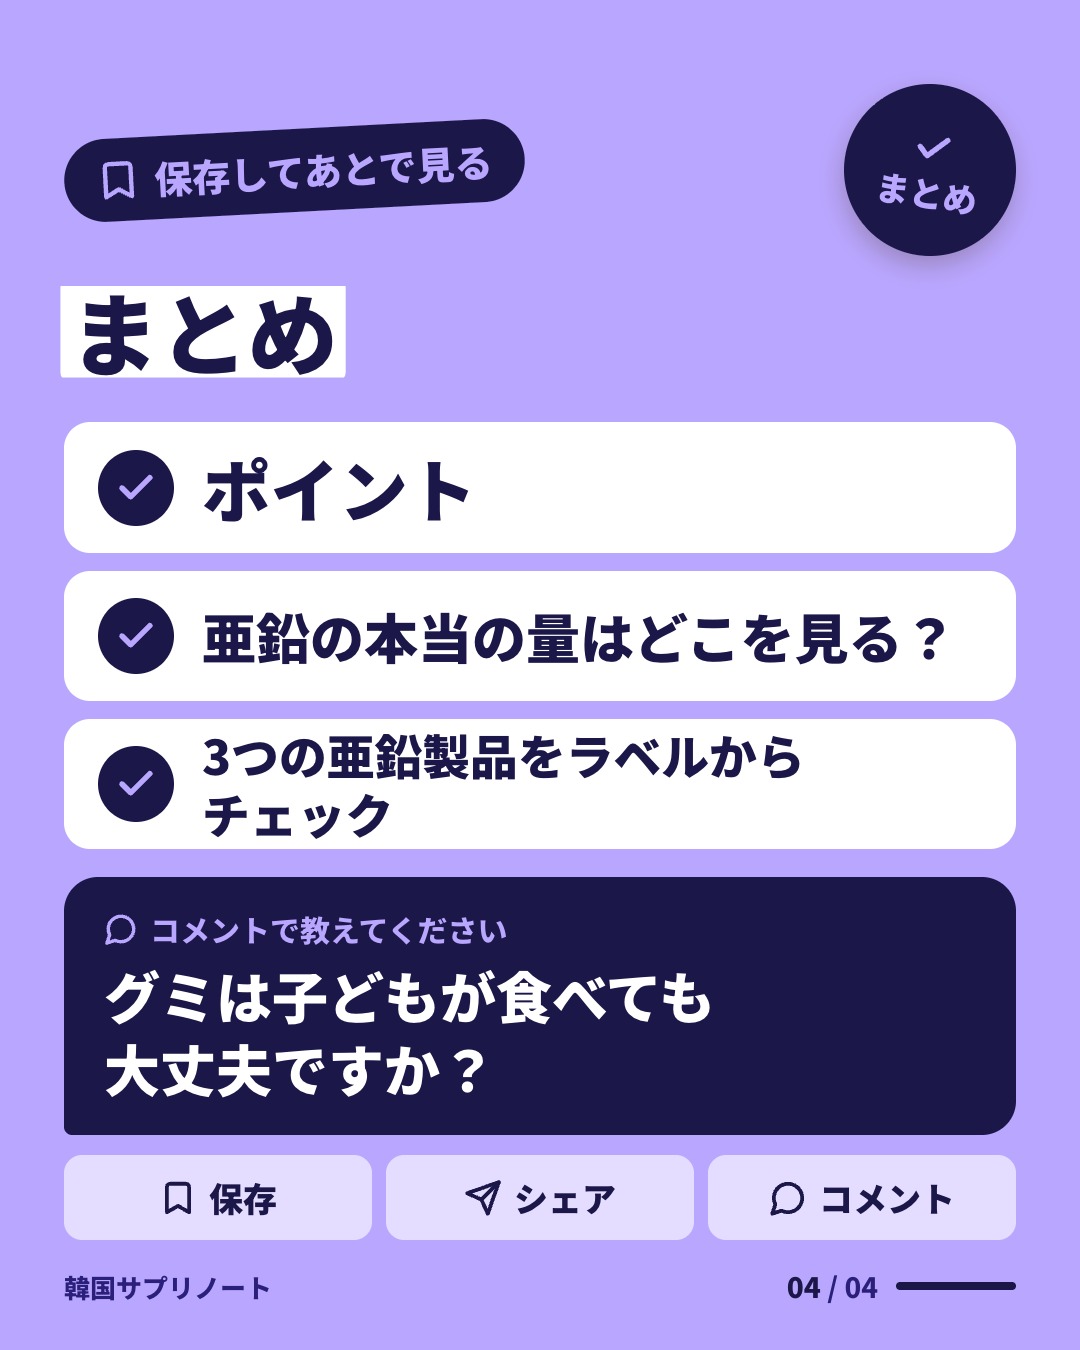 保存してあとで見る
まとめ
まとめ
ポイント
亜鉛の本当の量はどこを見る？
3つの亜鉛製品をラベルから
チェック
コメントで教えてください
グミは子どもが食べても
大丈夫ですか？
保存
シェア
コメント
韓国サプリノート
04 / 04